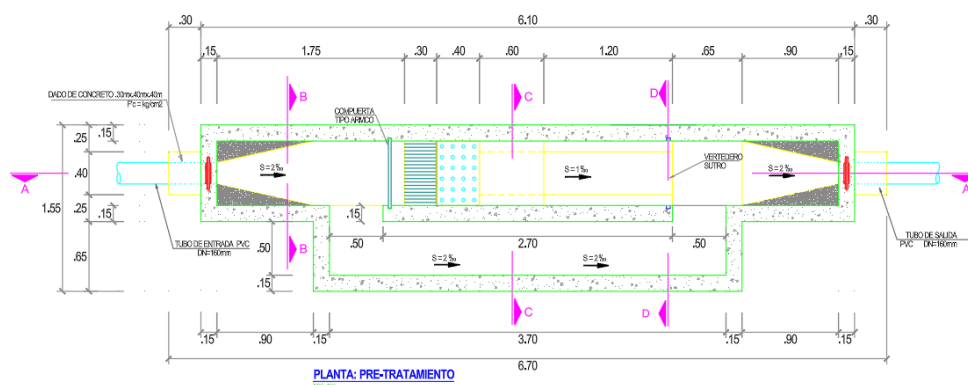 .30 6.10 .30
.15 1.75 .30 .40 .60 1.20 .65 .90 .15
DADO DE CONCRETO .30mx.40mx.40m
F'c = kg/cm2
B
COMPUERTA
TIPO ARMCO
C
D
.25
.15
A
.40
1.55
S = 2 ‰
S = 1 ‰
VERTEDERO
SUTRO
S = 2 ‰
A
.25
.15
.15
TUBO DE ENTRADA PVC
DN=160mm
B
.50
.50
2.70
.50
TUBO DE SALIDA
PVC DN=160mm
.65
S = 2 ‰
S = 2 ‰
.15
C
D
.15 .90 .15 3.70 .15 .90 .15
6.70
PLANTA: PRE-TRATAMIENTO